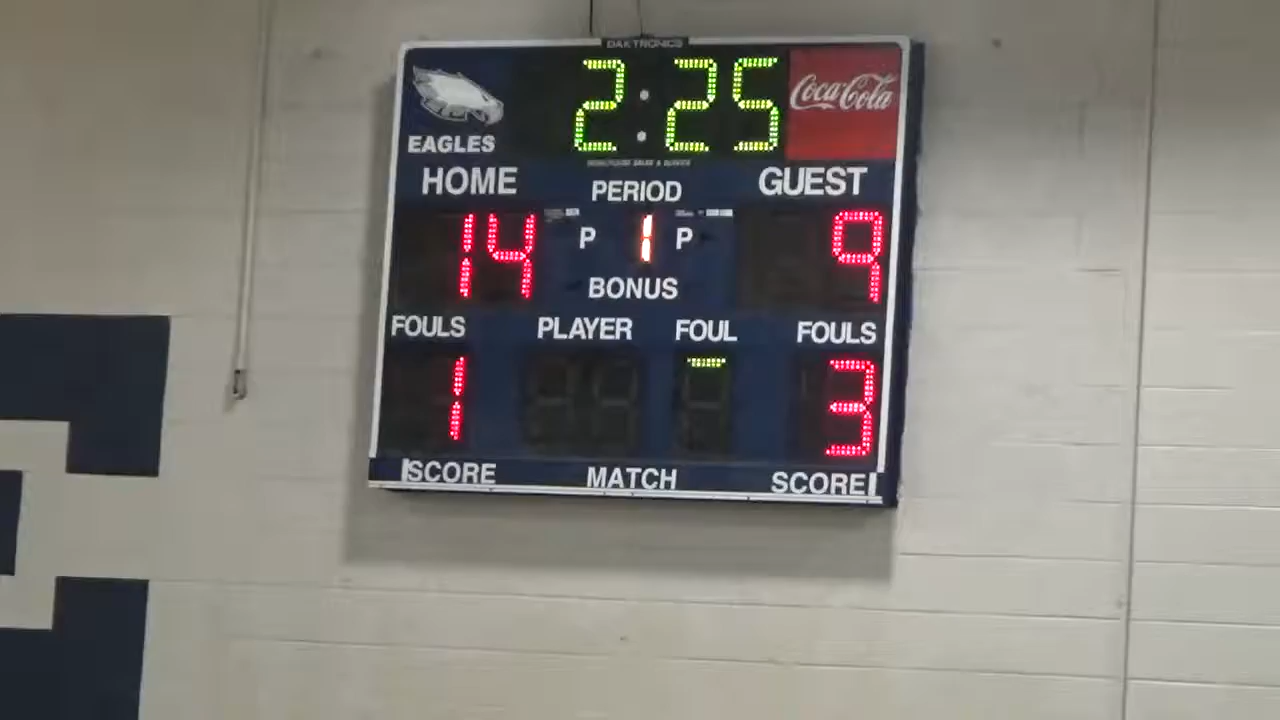 DAKTRONICS
2:25
Coca-Cola
EAGLES
HOME
PERIOD
GUEST
14
P 1 P
9
BONUS
FOULS
PLAYER
FOUL
FOULS
1
3
SCORE
MATCH
SCORE